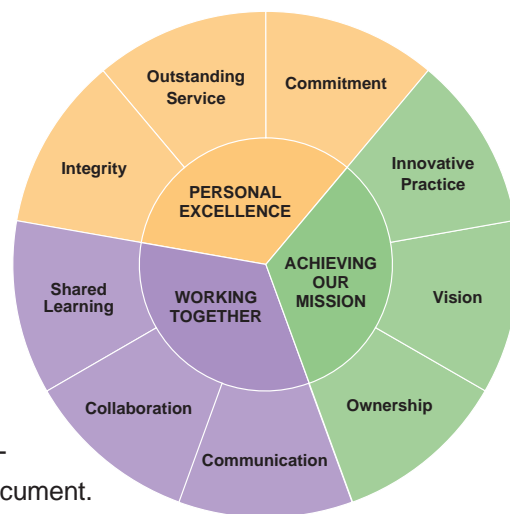 Outstanding
Service
Commitment
Integrity
Innovative
Practice
PERSONAL
EXCELLENCE
ACHIEVING
OUR
MISSION
Shared
Learning
WORKING
TOGETHER
Vision
Collaboration
Ownership
Communication
-
cument.